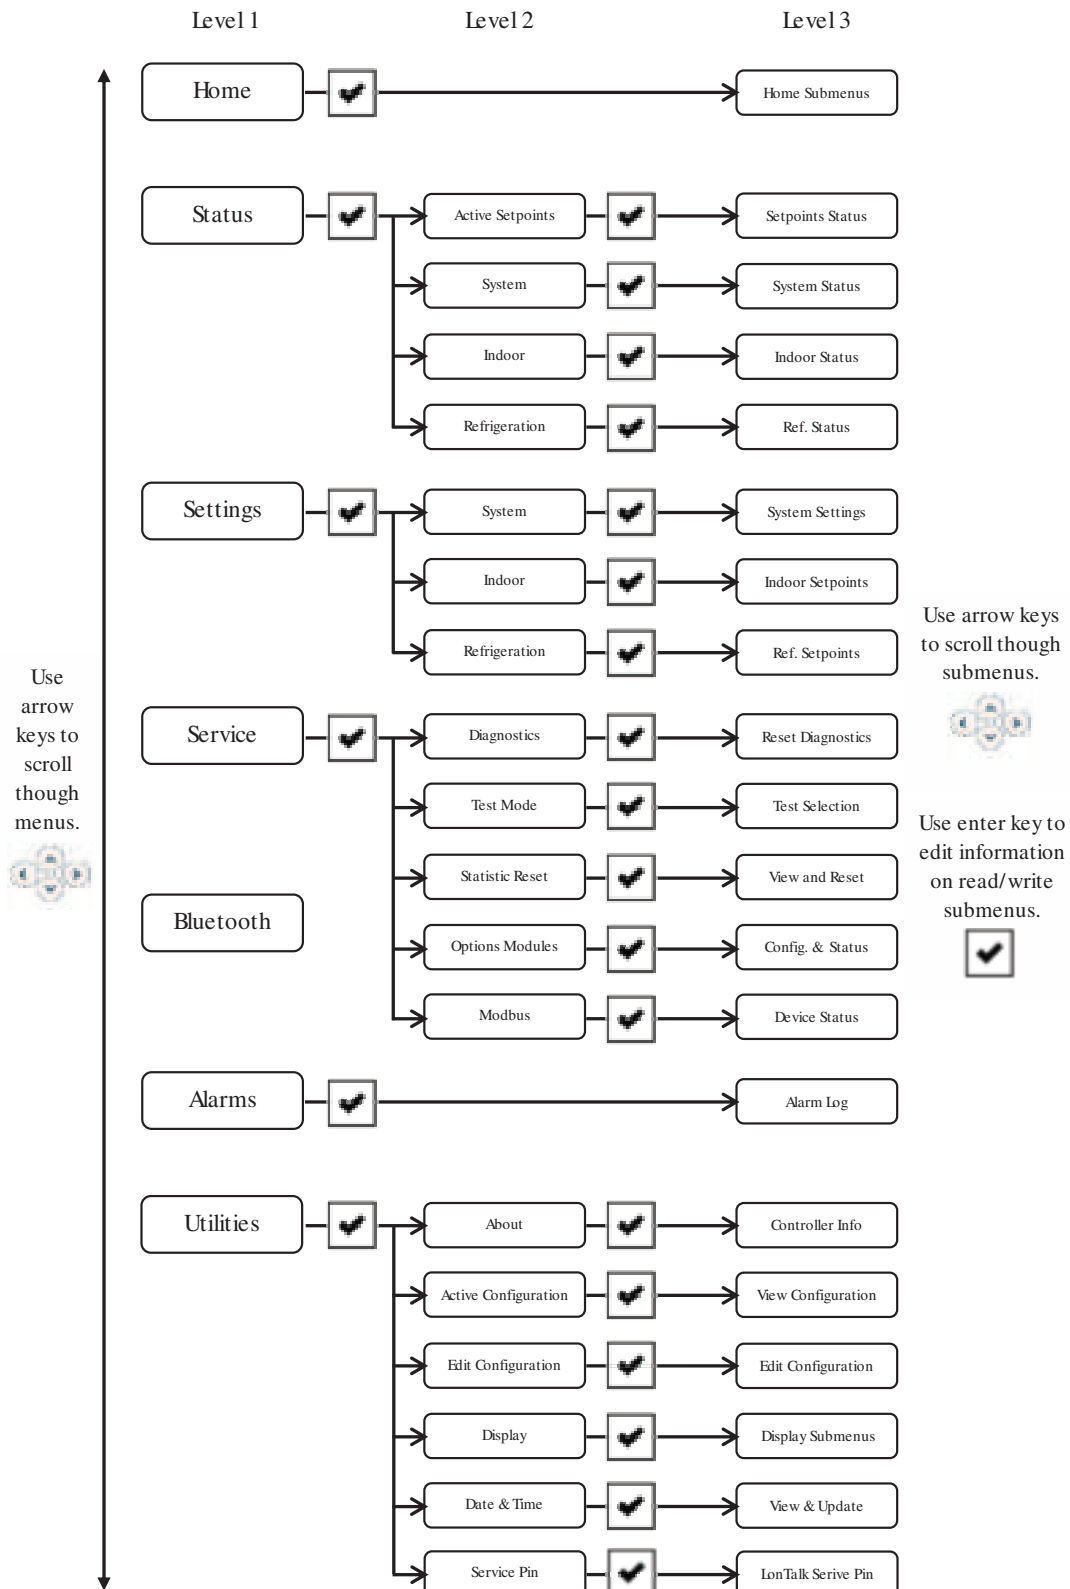 Level 1 Level 2 Level 3
Home Home Submenus
Status Active Setpoints Setpoints Status
System System Status
Indoor Indoor Status
Refrigeration Ref. Status
Settings System System Settings
Indoor Indoor Setpoints
Refrigeration Ref. Setpoints
Service Diagnostics Reset Diagnostics
Test Mode Test Selection
Statistic Reset View and Reset
Bluetooth
Options Modules Config. & Status
Modbus Device Status
Alarms Alarm Log
Utilities About Controller Info
Active Configuration View Configuration
Edit Configuration Edit Configuration
Display Display Submenus
Date & Time View & Update
Service Pin LonTalk Serive Pin
Use
arrow
keys to
scroll
though
menus.
Use arrow keys
to scroll though
submenus.
Use enter key to
edit information
on read/write
submenus.